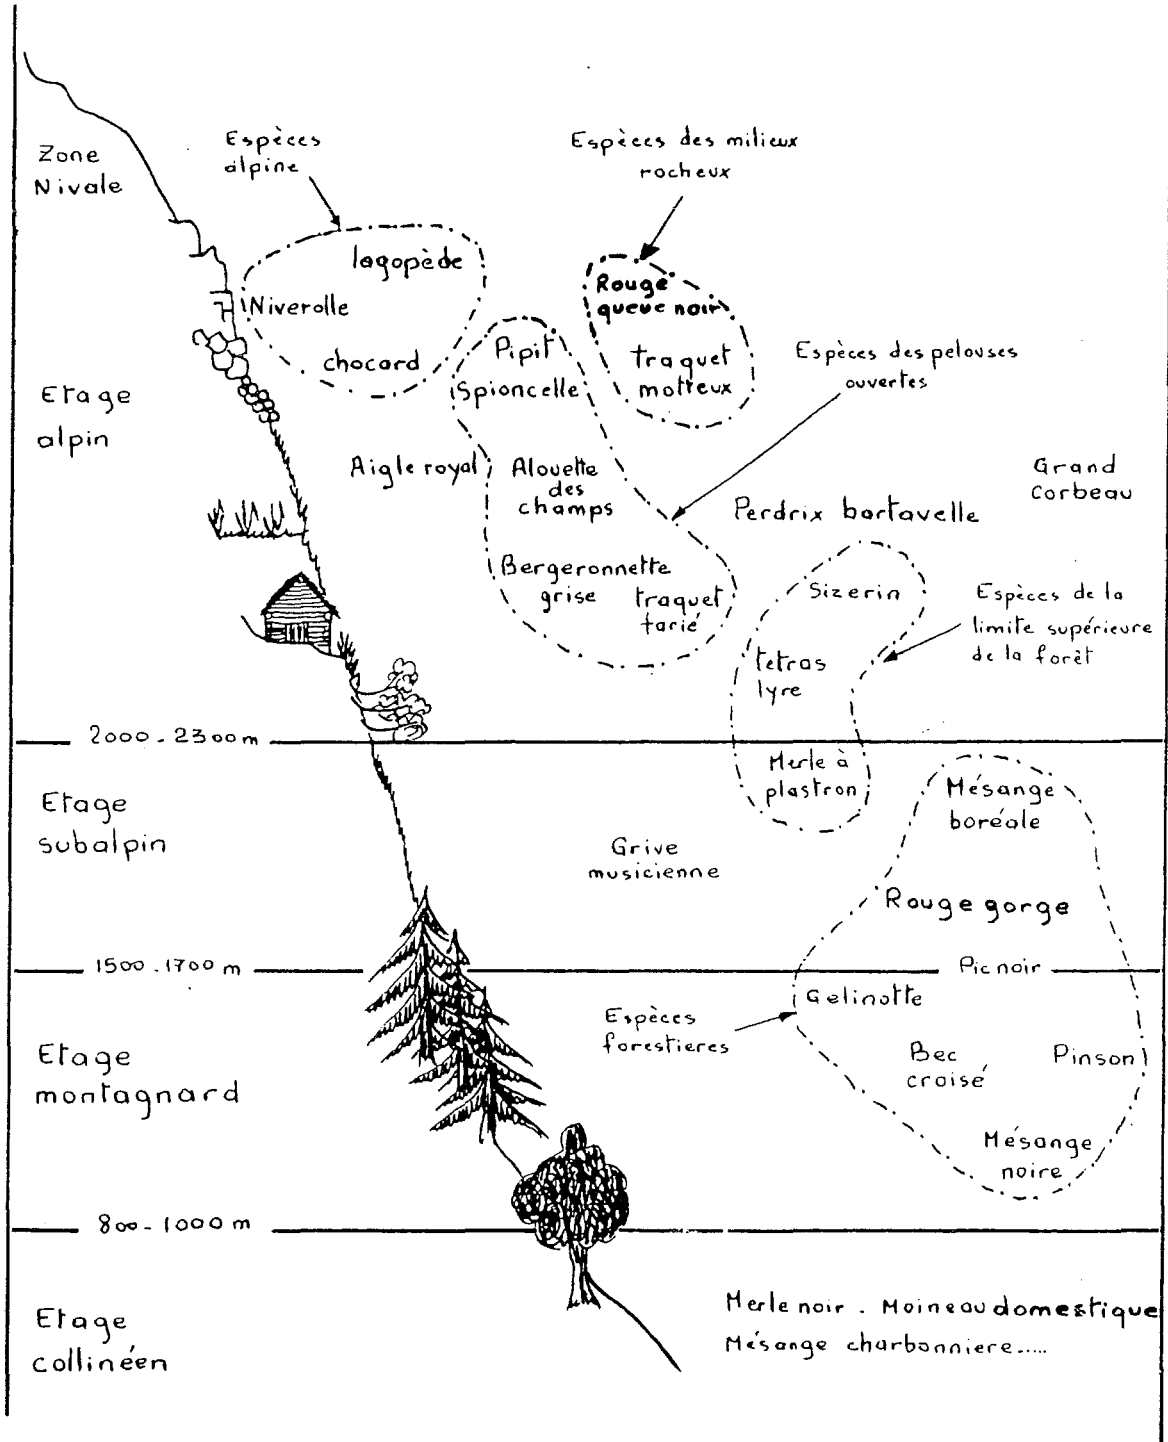 Zone
Nivale
Espèces
alpine
Espèces des milieux
rocheux
lagopède
Niverolle
chocard
Rouge
queue noir
traquet
motteux
Pipit
Spioncelle
Espèces des pelouses
ouvertes
Etage
alpin
Aigle royal
Alouette
des
champs
Grand
Corbeau
Perdrix bartavelle
Bergeronnette
grise
traquet
tarié
Sizerin
Espèces de la
limite supérieure
de la forêt
tetras
lyre
2000 - 2300 m
Merle à
plastron
Etage
subalpin
Mésange
boréale
Grive
musicienne
Rouge gorge
1500 - 1700 m
Pic noir
Gelinotte
Espèces
forestieres
Etage
montagnard
Bec
croisé
Pinson
Mésange
noire
800 - 1000 m
Etage
collinéen
Merle noir . Moineau domestique
Mésange charbonniere.....